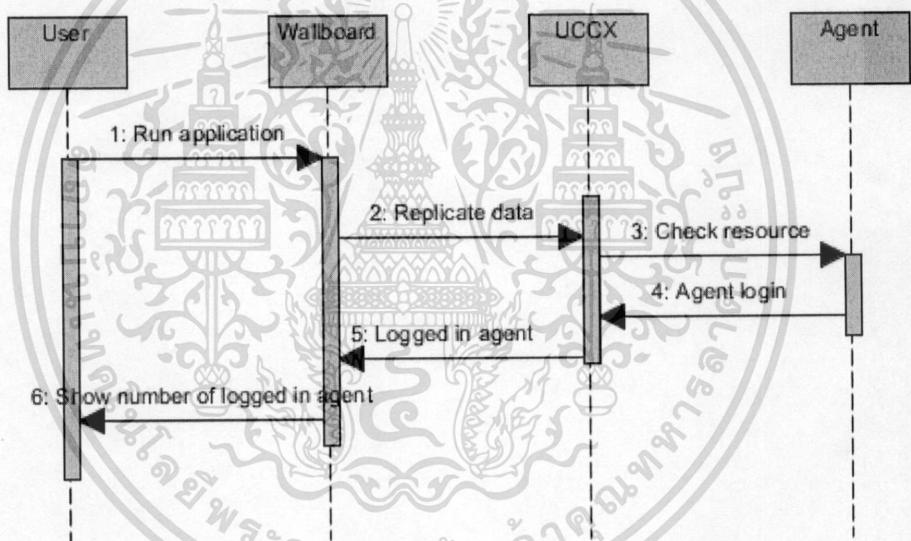 User
Wallboard
UCCX
Agent
1: Run application
2: Replicate data
3: Check resource
4: Agent login
5: Logged in agent
6: Show number of logged in agent